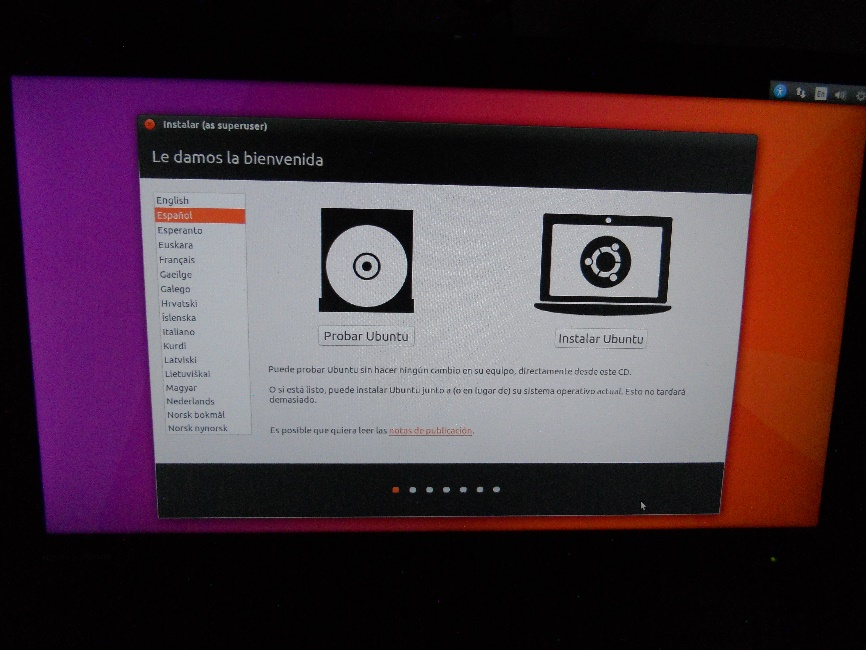 En
Instalar (as superuser)
Le damos la bienvenida
English
Español
Esperanto
Euskara
Français
Gaeilge
Galego
Hrvatski
Íslenska
Italiano
Kurdî
Latviski
Lietuviškai
Magyar
Nederlands
Norsk bokmål
Norsk nynorsk
Probar Ubuntu
Instalar Ubuntu
Puede probar Ubuntu sin hacer ningún cambio en su equipo, directamente desde este CD.
O si está listo, puede instalar Ubuntu junto a (o en lugar de) su sistema operativo actual. Esto no tardará
demasiado.
Es posible que quiera leer las notas de publicación.